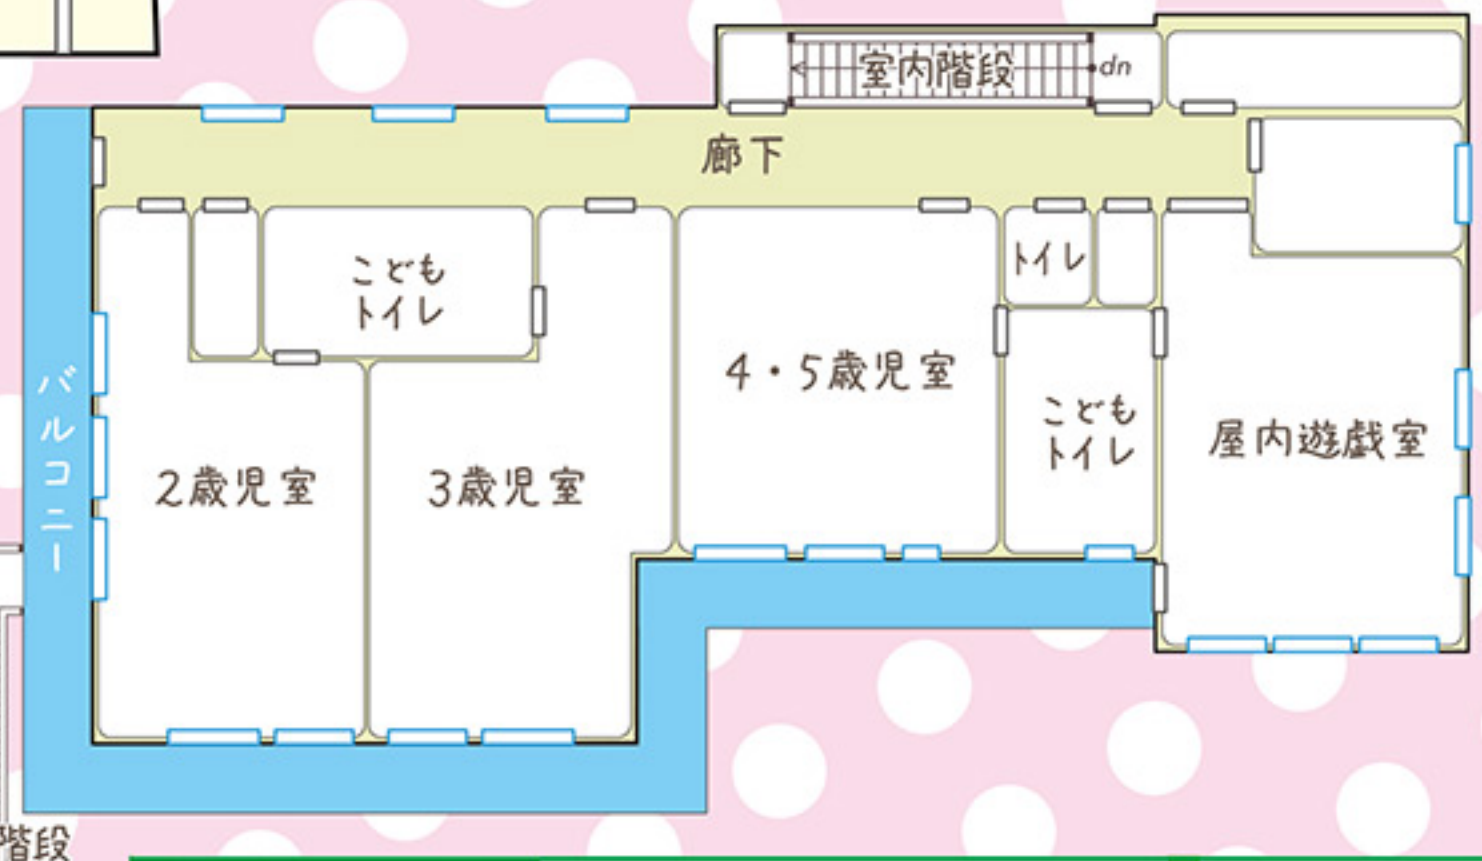 室内階段
dn
廊下
こども
トイレ
トイレ
4・5歳児室
こども
トイレ
屋内遊戯室
2歳児室
3歳児室
バルコニー
階段